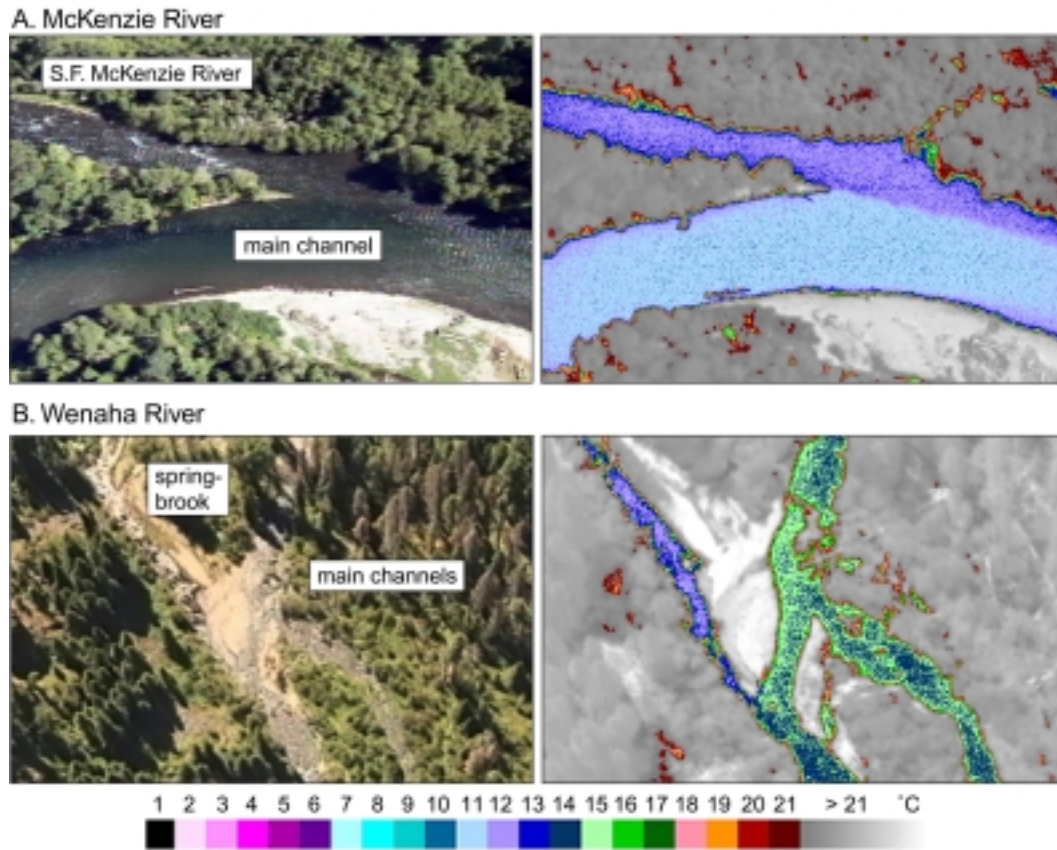 A. McKenzie River
S.F. McKenzie River
main channel
B. Wenaha River
spring-
brook
main channels
1 2 3 4 5 6 7 8 9 10 11 12 13 14 15 16 17 18 19 20 21 > 21 °C